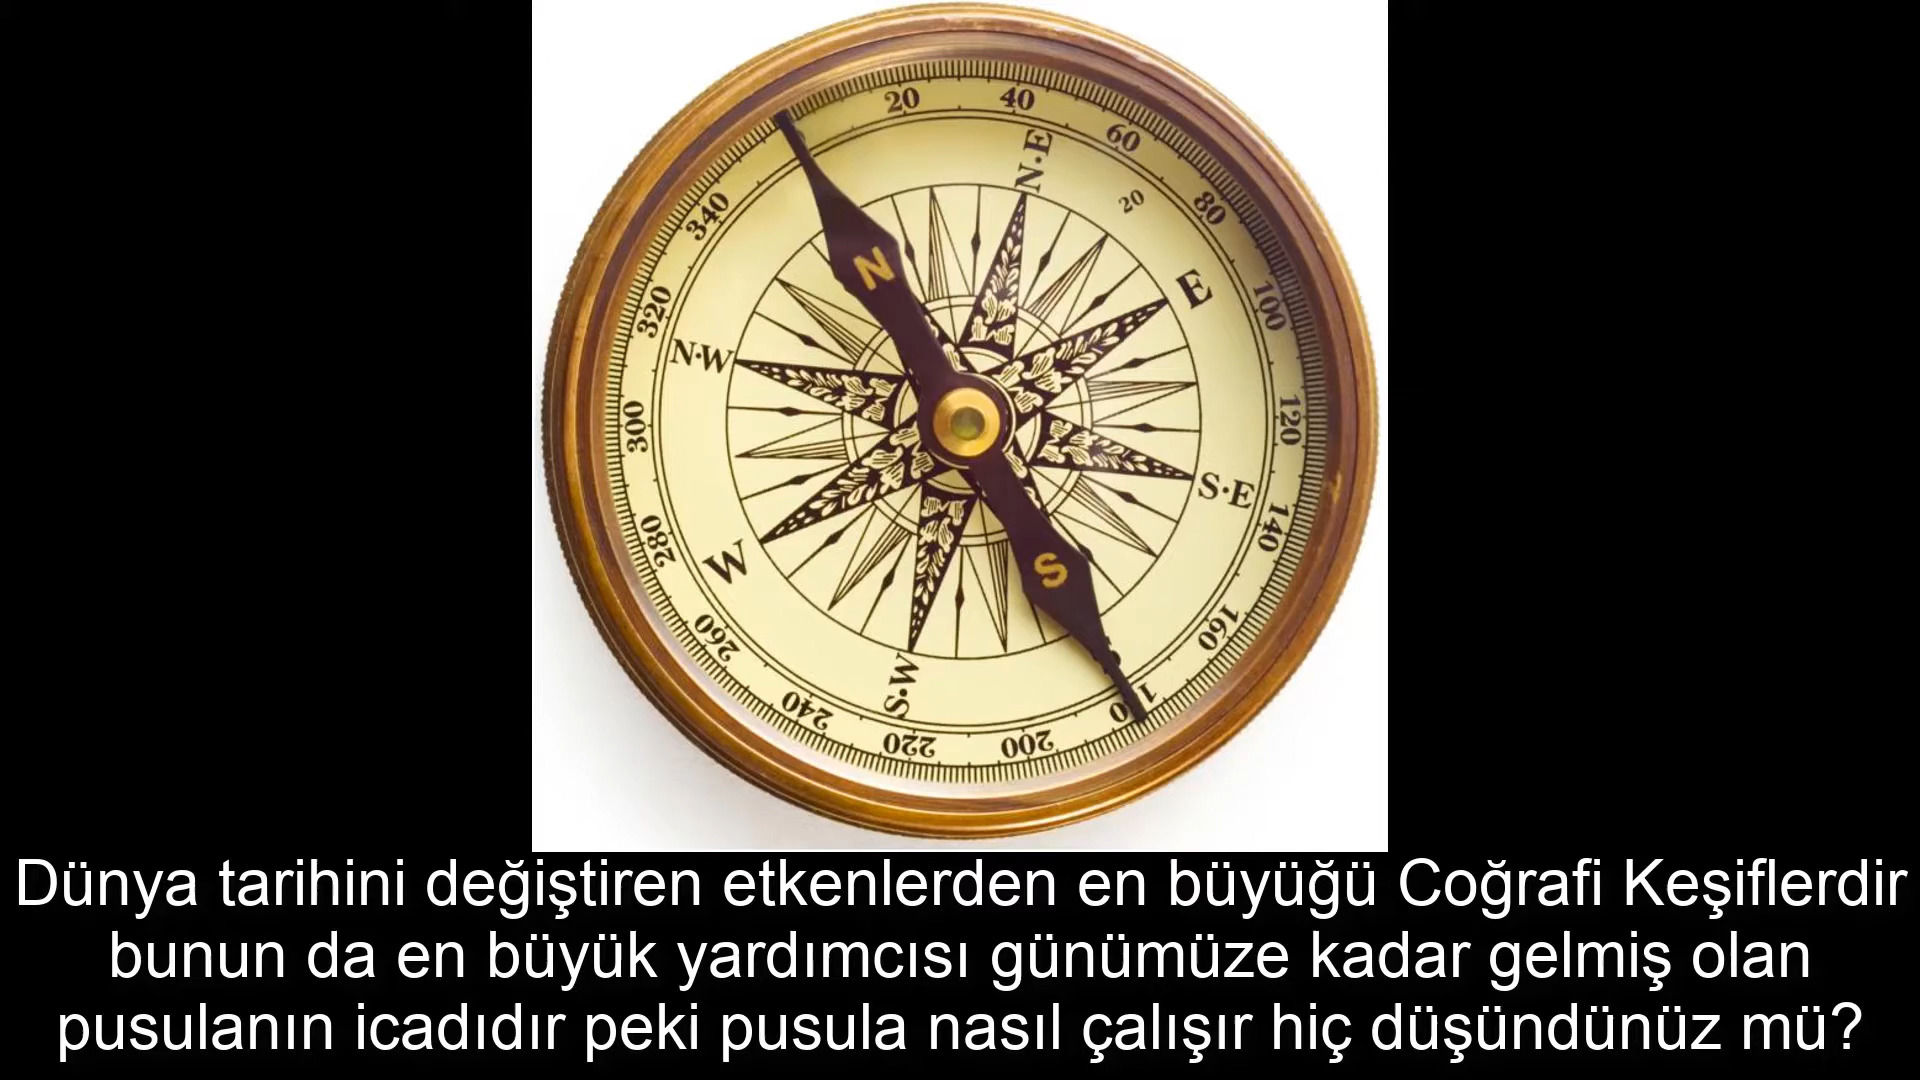 20
40
60
80
100
120
140
160
200
220
240
260
280
300
320
340
N·E
20
E
S·E
S·W
W
N·W
N
S
Dünya tarihini değiştiren etkenlerden en büyüğü Coğrafi Keşiflerdir
bunun da en büyük yardımcısı günümüze kadar gelmiş olan
pusulanın icadıdır peki pusula nasıl çalışır hiç düşündünüz mü?